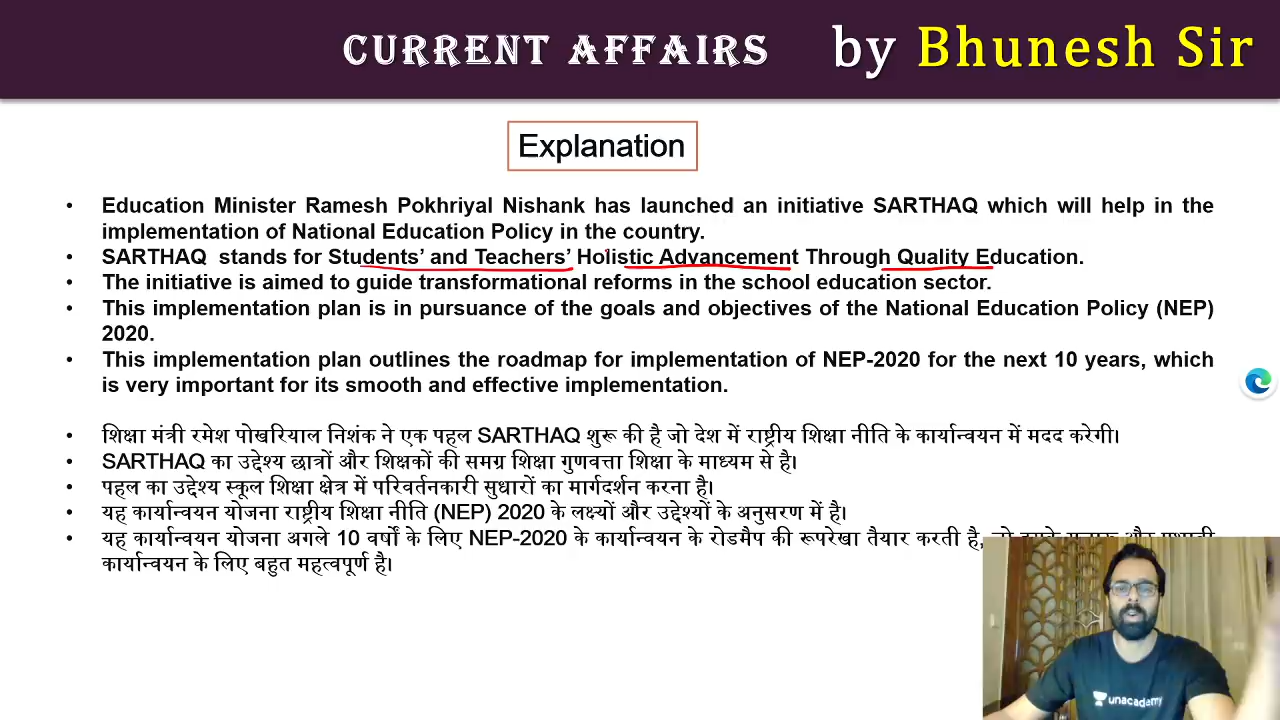 CURRENT AFFAIRS by Bhunesh Sir
Explanation
• Education Minister Ramesh Pokhriyal Nishank has launched an initiative SARTHAQ which will help in the
implementation of National Education Policy in the country.
• SARTHAQ stands for Students’ and Teachers’ Holistic Advancement Through Quality Education.
• The initiative is aimed to guide transformational reforms in the school education sector.
• This implementation plan is in pursuance of the goals and objectives of the National Education Policy (NEP)
2020.
• This implementation plan outlines the roadmap for implementation of NEP-2020 for the next 10 years, which
is very important for its smooth and effective implementation.
• शिक्षा मंत्री रमेश पोखरियाल निशंक ने एक पहल SARTHAQ शुरू की है जो देश में राष्ट्रीय शिक्षा नीति के कार्यान्वयन में मदद करेगी।
• SARTHAQ का उद्देश्य छात्रों और शिक्षकों की समग्र शिक्षा गुणवत्ता शिक्षा के माध्यम से है।
• पहल का उद्देश्य स्कूल शिक्षा क्षेत्र में परिवर्तनकारी सुधारों का मार्गदर्शन करना है।
• यह कार्यान्वयन योजना राष्ट्रीय शिक्षा नीति (NEP) 2020 के लक्ष्यों और उद्देश्यों के अनुसरण में है।
• यह कार्यान्वयन योजना अगले 10 वर्षों के लिए NEP-2020 के कार्यान्वयन के रोडमैप की रूपरेखा तैयार करती है,
कार्यान्वयन के लिए बहुत महत्वपूर्ण है।
unacademy